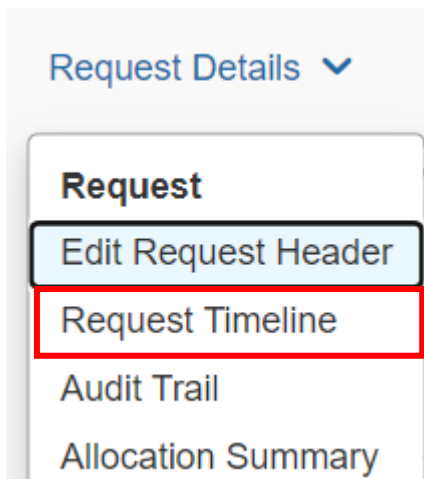 Request Details
Request
Edit Request Header
Request Timeline
Audit Trail
Allocation Summary